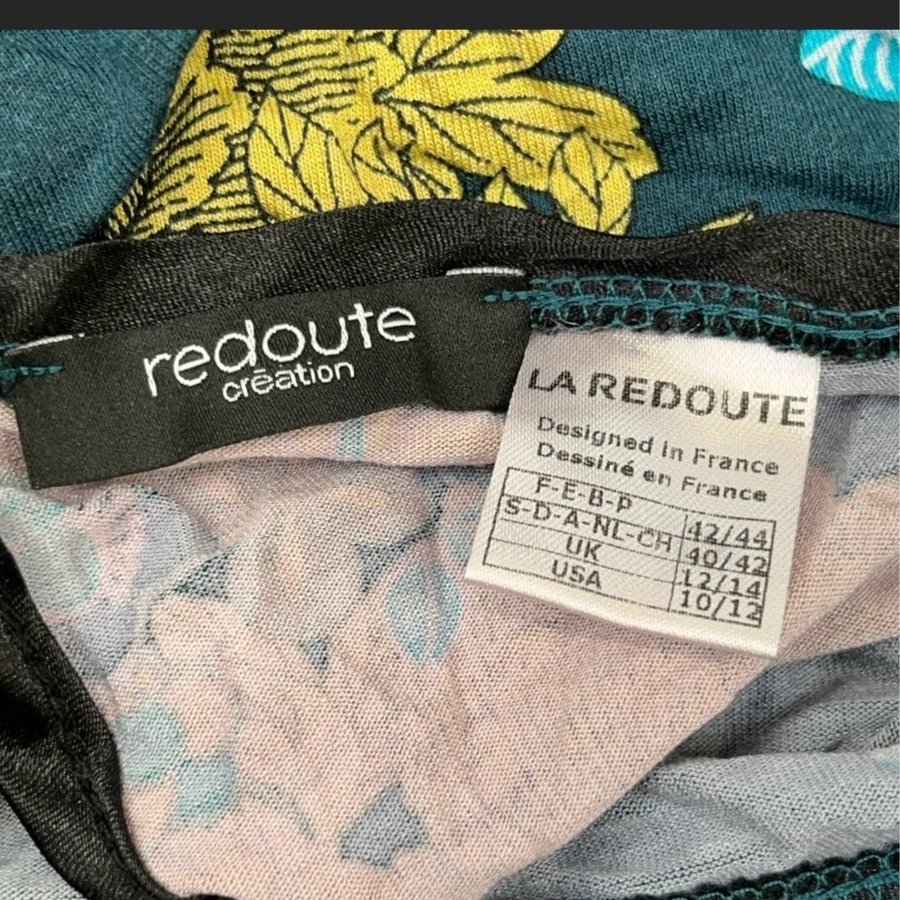 redoute
crēation
LA REDOUTE
Designed in France
Dessiné en France
F-E-B-P 42/44
S-D-A-NL-CH 40/42
UK 12/14
USA 10/12